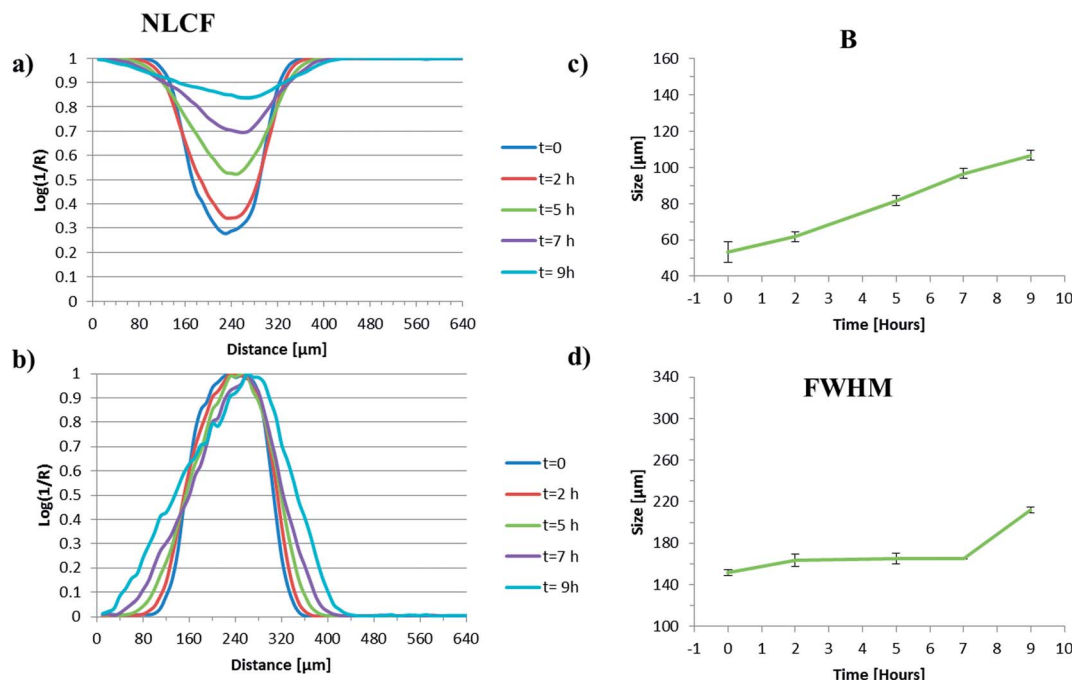 NLCF
a)
1
0.9
0.8
0.7
0.6
0.5
0.4
0.3
0.2
0.1
0
Log(1/R)
0 80 160 240 320 400 480 560 640
Distance [µm]
t=0
t=2 h
t=5 h
t=7 h
t= 9h
b)
1
0.9
0.8
0.7
0.6
0.5
0.4
0.3
0.2
0.1
0
Log(1/R)
0 80 160 240 320 400 480 560 640
Distance [µm]
t=0
t=2 h
t=5 h
t=7 h
t= 9h
c)
B
160
140
120
100
80
60
40
Size [µm]
-1 0 1 2 3 4 5 6 7 8 9 10
Time [Hours]
d)
FWHM
340
300
260
220
180
140
100
Size [µm]
-1 0 1 2 3 4 5 6 7 8 9 10
Time [Hours]